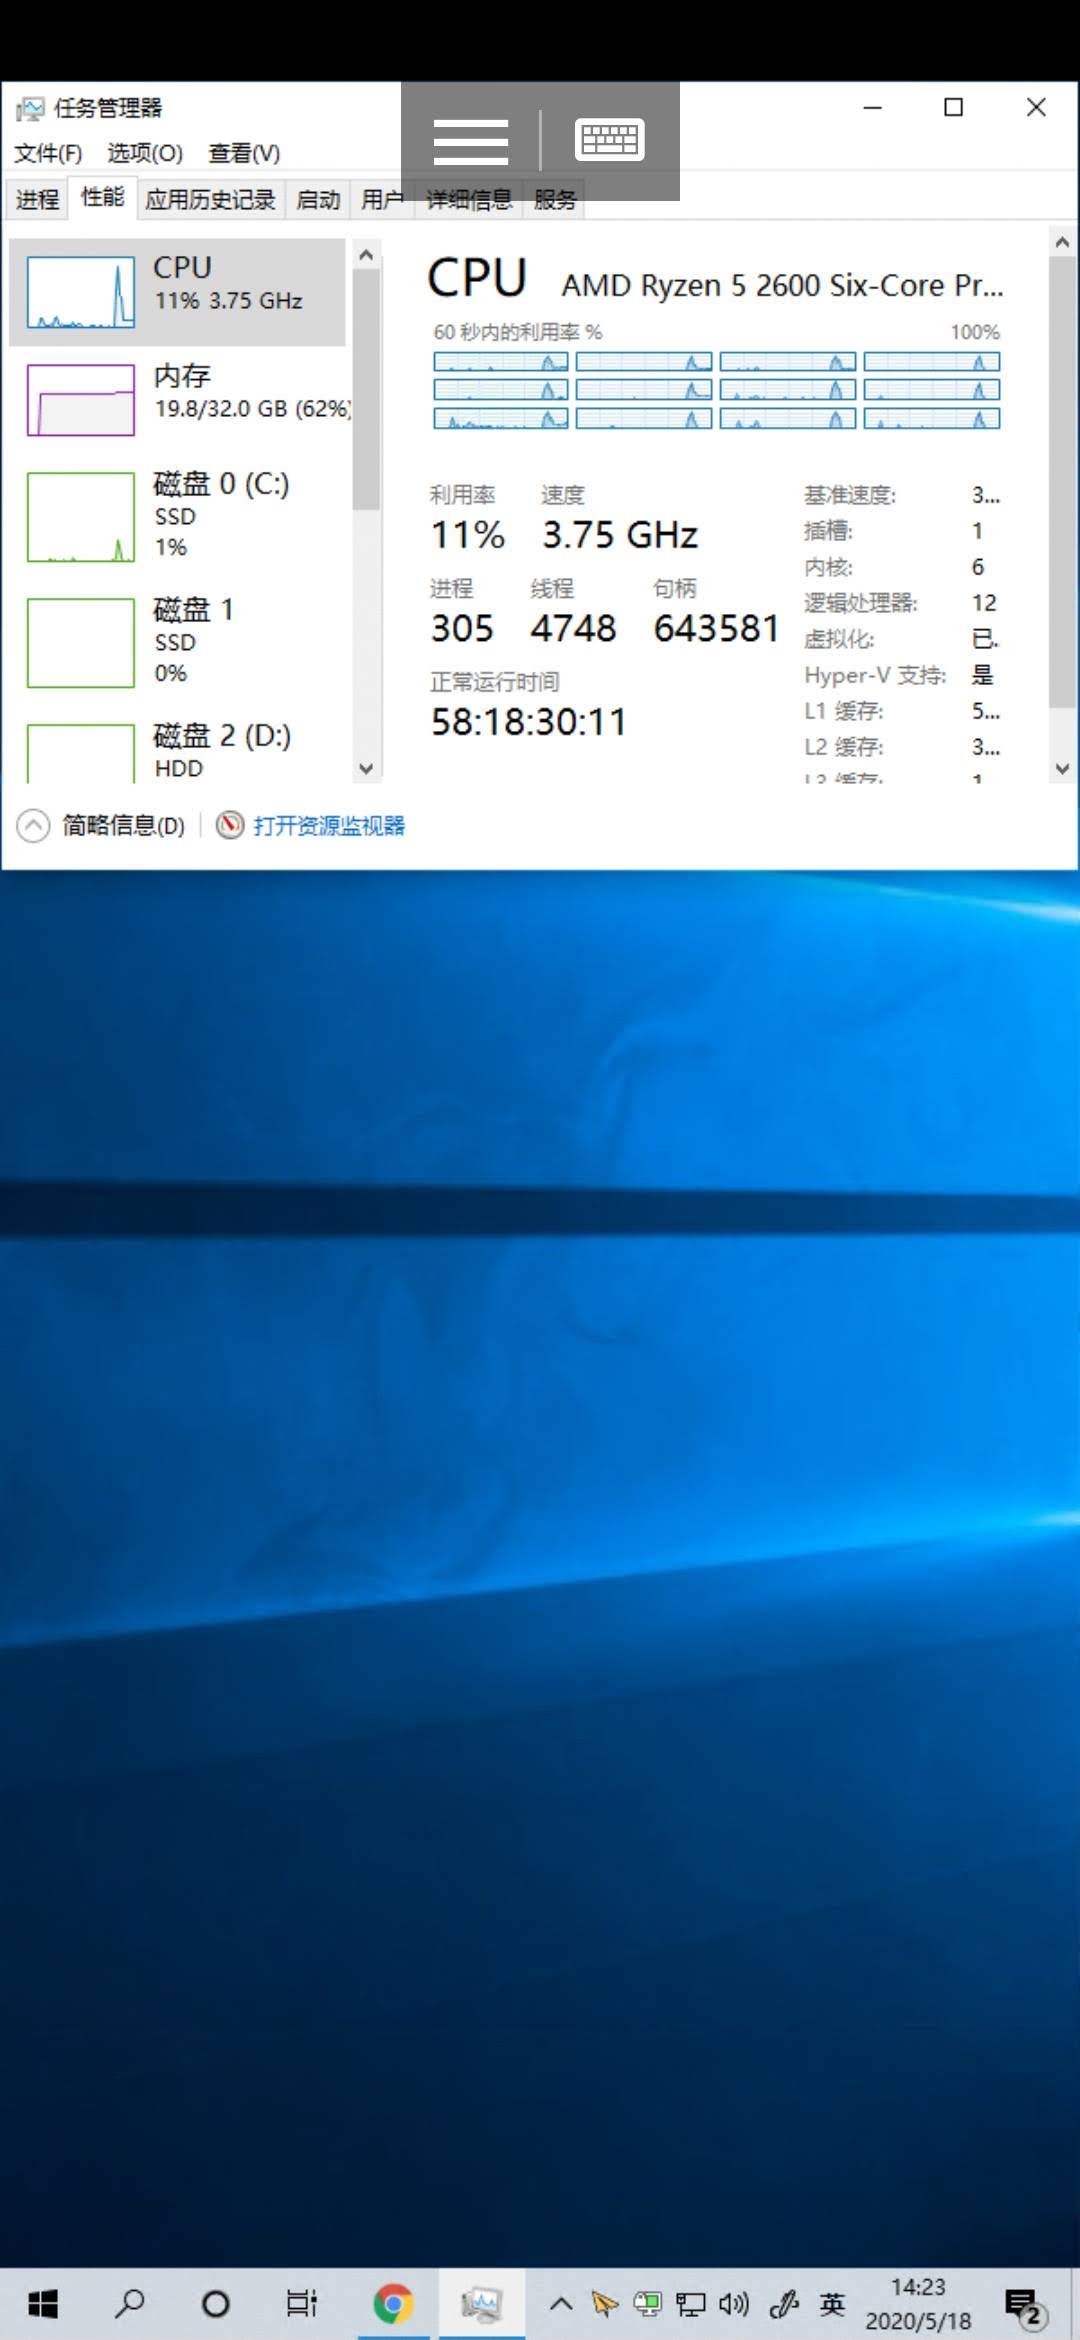 任务管理器
文件(F) 选项(O) 查看(V)
进程 性能 应用历史记录 启动 用户 详细信息 服务
CPU
11% 3.75 GHz
内存
19.8/32.0 GB (62%)
磁盘 0 (C:)
SSD
1%
磁盘 1
SSD
0%
磁盘 2 (D:)
HDD
CPU AMD Ryzen 5 2600 Six-Core Pr...
60 秒内的利用率 % 100%
利用率 速度
11% 3.75 GHz
进程 线程 句柄
305 4748 643581
正常运行时间
58:18:30:11
基准速度: 3...
插槽: 1
内核: 6
逻辑处理器: 12
虚拟化: 已.
Hyper-V 支持: 是
L1 缓存: 5...
L2 缓存: 3...
L3 缓存: 1
简略信息(D) 打开资源监视器
英
14:23
2020/5/18
2